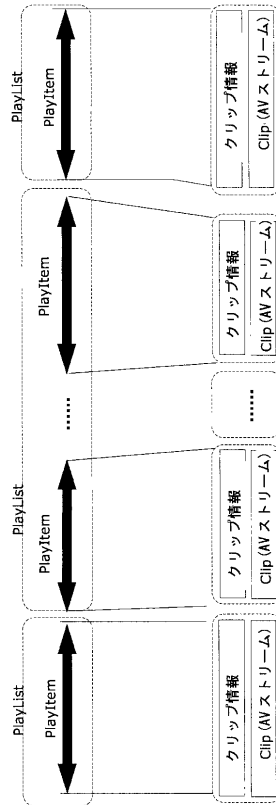 PlayList
PlayItem
クリップ情報
Clip (AVストリーム)
PlayList
PlayItem
クリップ情報
Clip (AVストリーム)
......
.......
PlayItem
クリップ情報
Clip (AVストリーム)
PlayList
PlayItem
クリップ情報
Clip (AVストリーム)